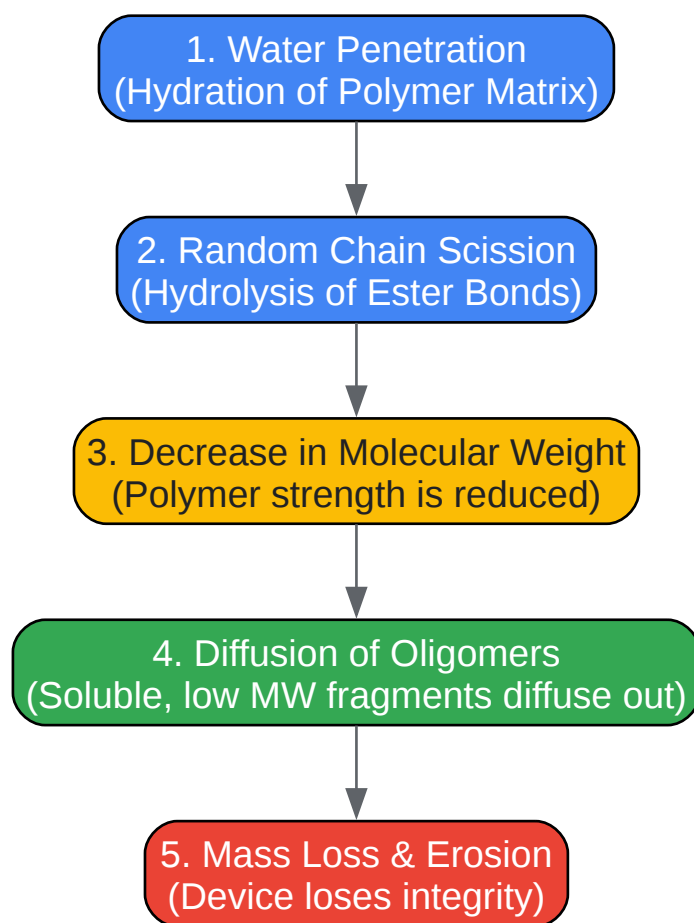 1. Water Penetration
(Hydration of Polymer Matrix)
2. Random Chain Scission
(Hydrolysis of Ester Bonds)
3. Decrease in Molecular Weight
(Polymer strength is reduced)
4. Diffusion of Oligomers
(Soluble, low MW fragments diffuse out)
5. Mass Loss & Erosion
(Device loses integrity)